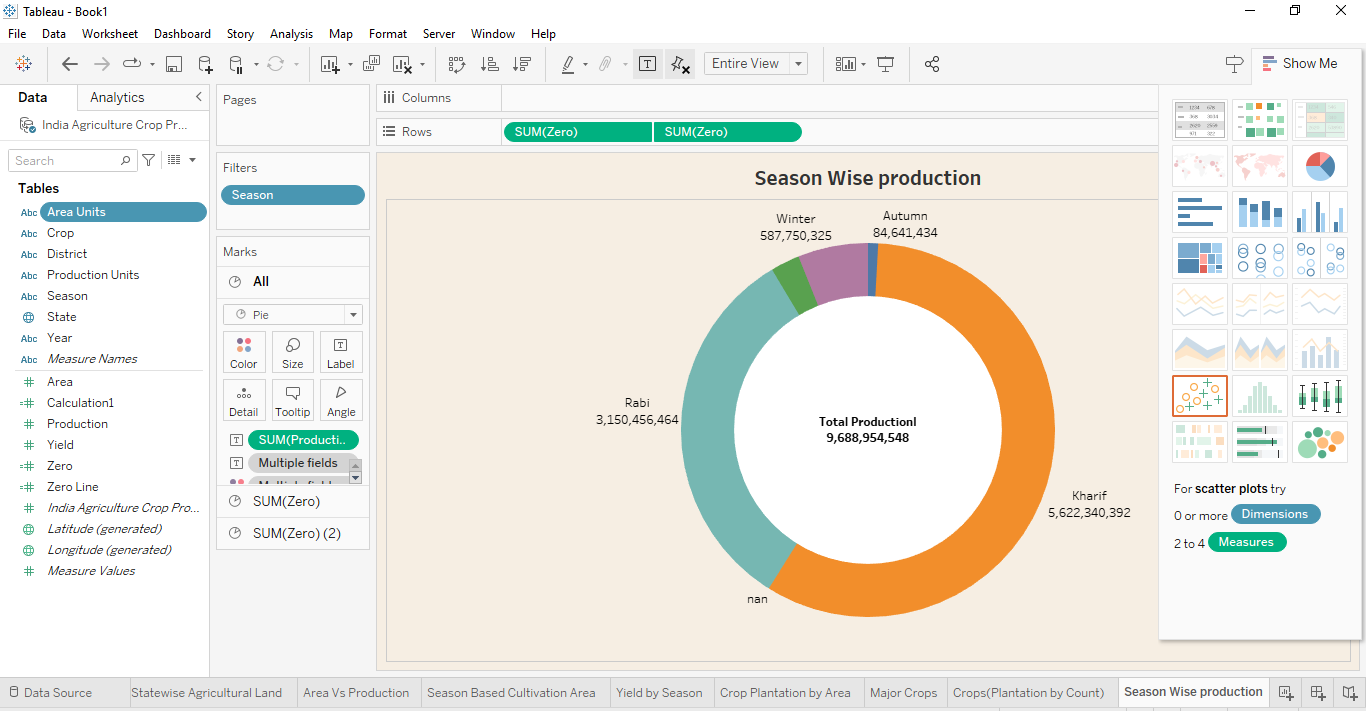 Tableau - Book1
File Data Worksheet Dashboard Story Analysis Map Format Server Window Help
Entire View
Show Me
Data Analytics
India Agriculture Crop Pr...
Search
Tables
Abc Area Units
Abc Crop
Abc District
Abc Production Units
Abc Season
State
Abc Year
Abc Measure Names
Area
Calculation1
Production
Yield
Zero
Zero Line
India Agriculture Crop Pro...
Latitude (generated)
Longitude (generated)
Measure Values
Pages
Filters
Season
Marks
All
Pie
Color Size Label
Detail Tooltip Angle
SUM(Producti..
Multiple fields
SUM(Zero)
SUM(Zero) (2)
Columns
Rows SUM(Zero) SUM(Zero)
Season Wise production
Winter
587,750,325
Autumn
84,641,434
Rabi
3,150,456,464
Total Productionl
9,688,954,548
Kharif
5,622,340,392
nan
For scatter plots try
0 or more Dimensions
2 to 4 Measures
Data Source Statewise Agricultural Land Area Vs Production Season Based Cultivation Area Yield by Season Crop Plantation by Area Major Crops Crops(Plantation by Count) Season Wise production